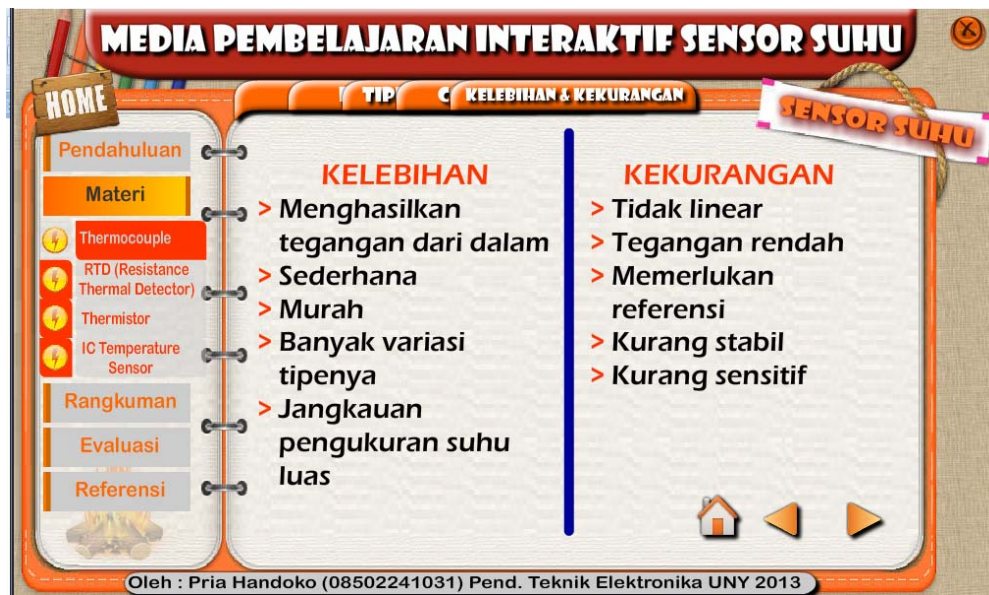 MEDIA PEMBELAJARAN INTERAKTIF SENSOR SUHU
HOME
TIP
C
KELEBIHAN & KEKURANGAN
SENSOR SUHU
Pendahuluan
Materi
Thermocouple
RTD (Resistance
Thermal Detector)
Thermistor
IC Temperature
Sensor
Rangkuman
Evaluasi
Referensi
KELEBIHAN
> Menghasilkan
tegangan dari dalam
> Sederhana
> Murah
> Banyak variasi
tipenya
> Jangkauan
pengukuran suhu
luas
KEKURANGAN
> Tidak linear
> Tegangan rendah
> Memerlukan
referensi
> Kurang stabil
> Kurang sensitif
Oleh : Pria Handoko (08502241031) Pend. Teknik Elektronika UNY 2013